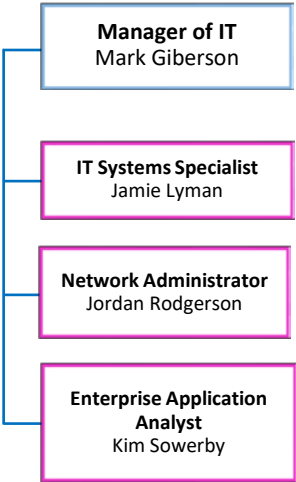 Manager of IT
Mark Giberson
IT Systems Specialist
Jamie Lyman
Network Administrator
Jordan Rodgerson
Enterprise Application
Analyst
Kim Sowerby